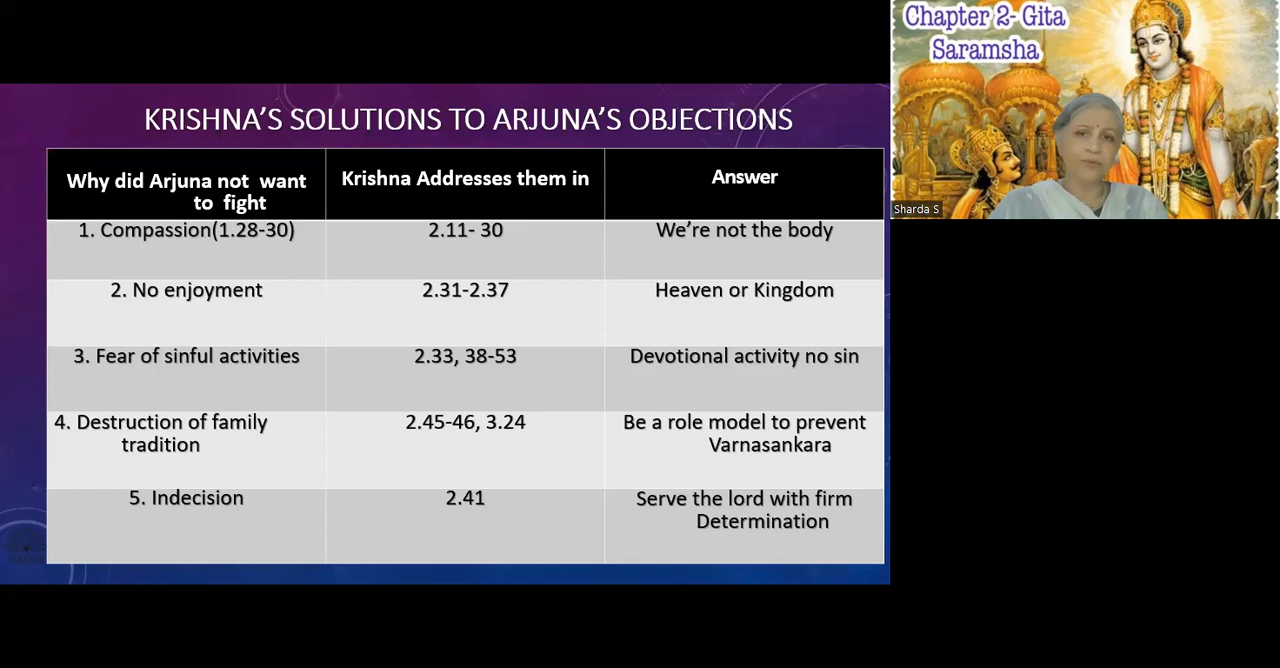 Chapter 2- Gita
Saramsha
Sharda S
KRISHNA'S SOLUTIONS TO ARJUNA'S OBJECTIONS
Why did Arjuna not want
to fight
Krishna Addresses them in
Answer
1. Compassion(1.28-30)
2.11- 30
We're not the body
2. No enjoyment
2.31-2.37
Heaven or Kingdom
3. Fear of sinful activities
2.33, 38-53
Devotional activity no sin
4. Destruction of family
tradition
2.45-46, 3.24
Be a role model to prevent
Varnasankara
5. Indecision
2.41
Serve the lord with firm
Determination